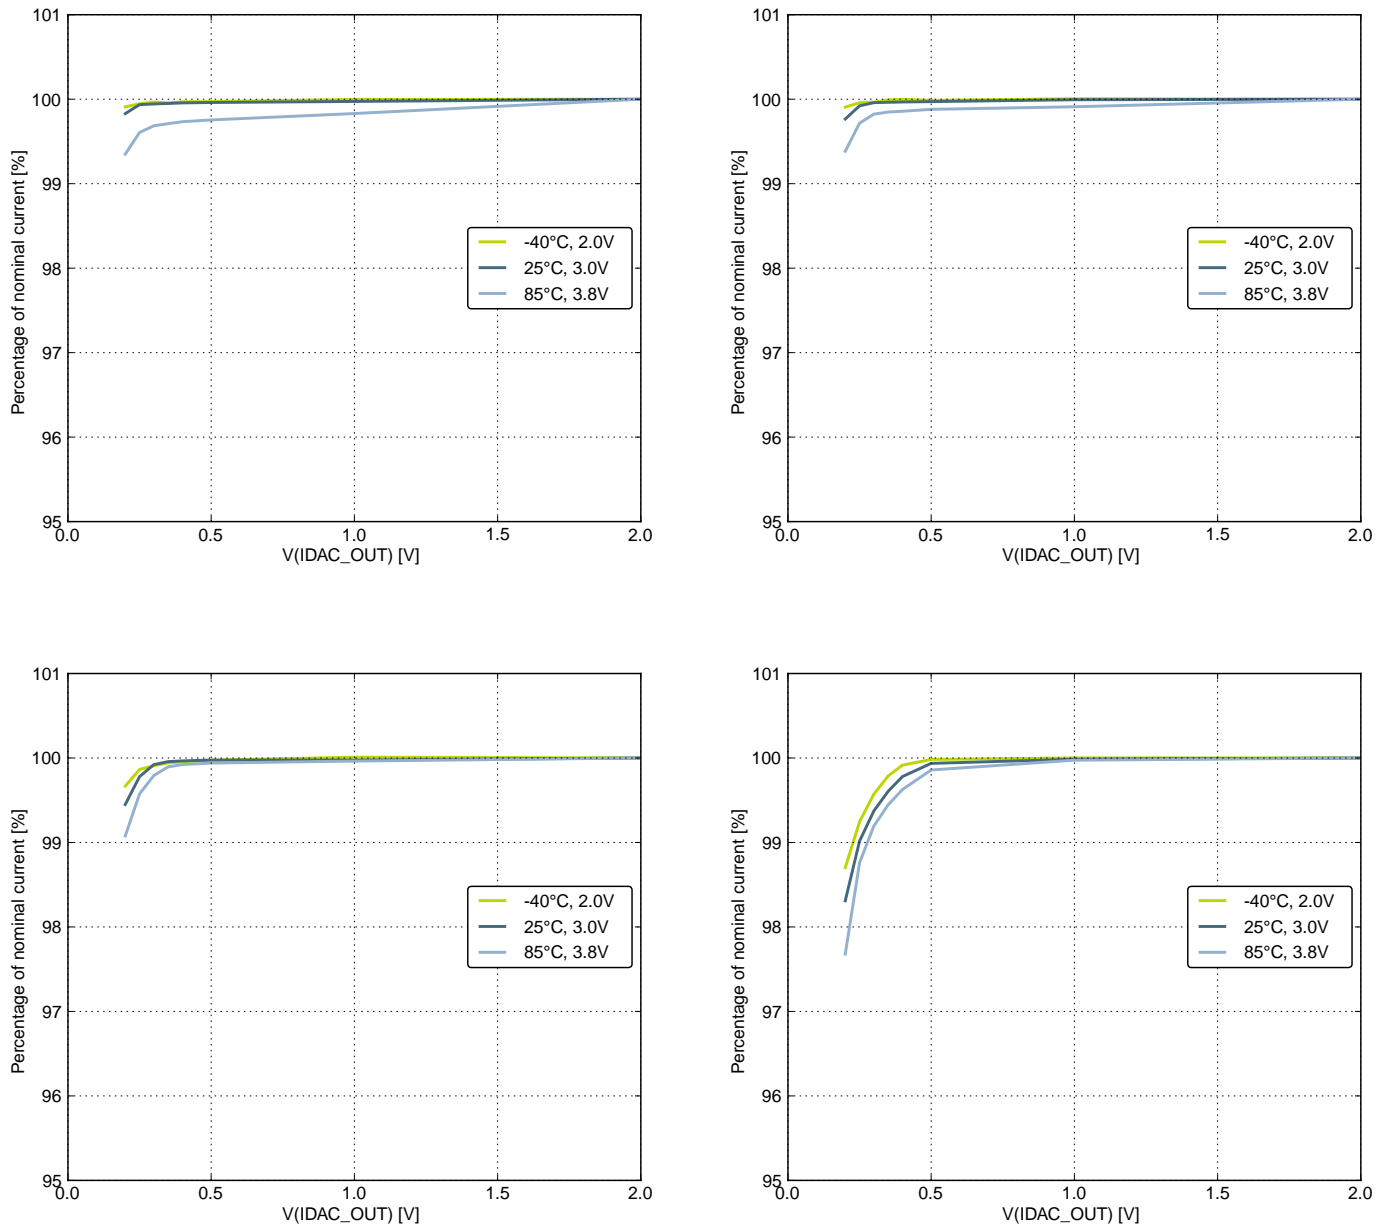 101
100
99
98
97
96
95
0.0
0.5
1.0
1.5
2.0
V(IDAC_OUT) [V]
Percentage of nominal current [%]
-40°C, 2.0V
25°C, 3.0V
85°C, 3.8V
101
100
99
98
97
96
95
0.0
0.5
1.0
1.5
2.0
V(IDAC_OUT) [V]
Percentage of nominal current [%]
-40°C, 2.0V
25°C, 3.0V
85°C, 3.8V
101
100
99
98
97
96
95
0.0
0.5
1.0
1.5
2.0
V(IDAC_OUT) [V]
Percentage of nominal current [%]
-40°C, 2.0V
25°C, 3.0V
85°C, 3.8V
101
100
99
98
97
96
95
0.0
0.5
1.0
1.5
2.0
V(IDAC_OUT) [V]
Percentage of nominal current [%]
-40°C, 2.0V
25°C, 3.0V
85°C, 3.8V